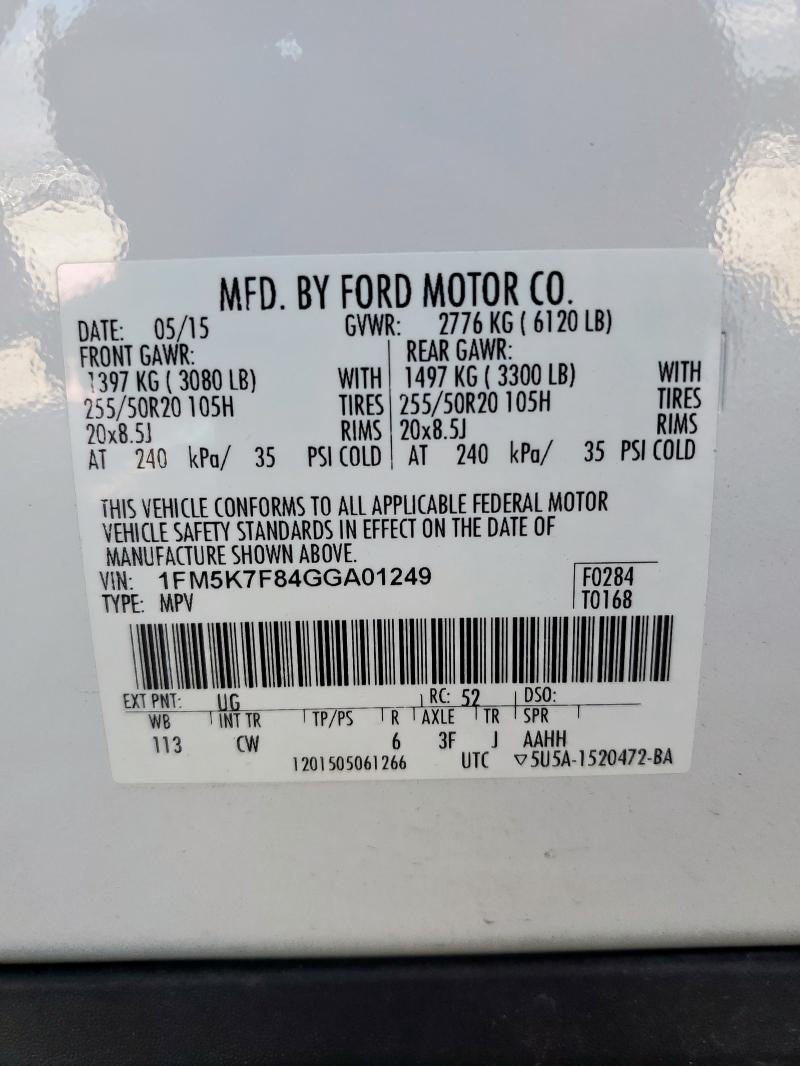 MFD. BY FORD MOTOR CO.
DATE: 05/15 GVWR: 2776 KG ( 6120 LB)
FRONT GAWR: REAR GAWR:
1397 KG ( 3080 LB) WITH 1497 KG ( 3300 LB) WITH
255/50R20 105H TIRES 255/50R20 105H TIRES
20x8.5J RIMS 20x8.5J RIMS
AT 240 kPa/ 35 PSI COLD AT 240 kPa/ 35 PSI COLD
THIS VEHICLE CONFORMS TO ALL APPLICABLE FEDERAL MOTOR
VEHICLE SAFETY STANDARDS IN EFFECT ON THE DATE OF
MANUFACTURE SHOWN ABOVE.
VIN: 1FM5K7F84GGA01249 F0284
TYPE: MPV T0168
EXT PNT: UG RC: 52 DSO:
WB INT TR TP/PS R AXLE TR SPR
113 CW 6 3F J AAHH
1201505061266 UTC ▽5U5A-1520472-BA